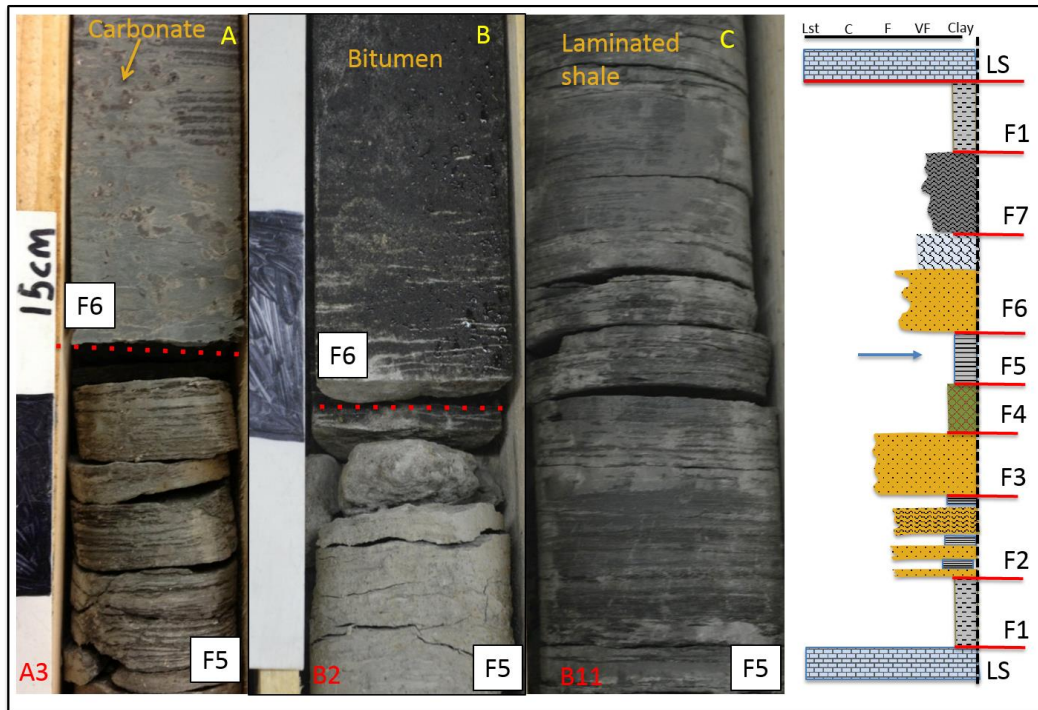 Carbonate
A
15cm
F6
F5
A3
B
Bitumen
F6
F5
B2
C
Laminated
shale
B11
F5
Lst C F VF Clay
LS
F1
F7
F6
F5
F4
F3
F2
F1
LS